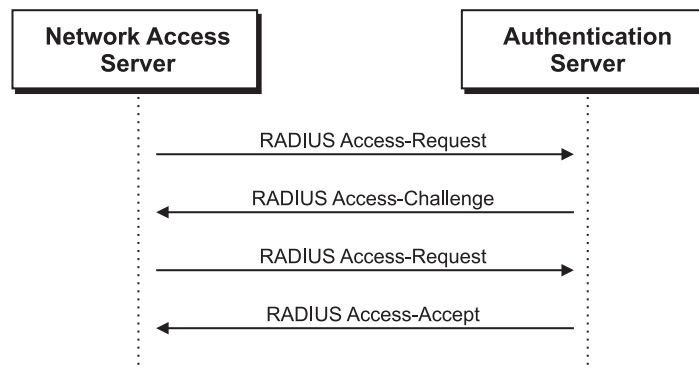 Network Access
Server
Authentication
Server
RADIUS Access-Request
RADIUS Access-Challenge
RADIUS Access-Request
RADIUS Access-Accept